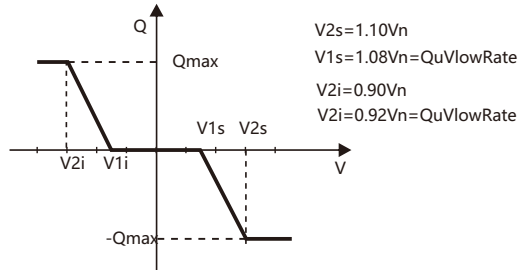 Q
Qmax
V2s=1.10Vn
V1s=1.08Vn=QuVlowRate
V2i=0.90Vn
V2i=0.92Vn=QuVlowRate
V1s
V2s
V2i
V1i
V
-Qmax